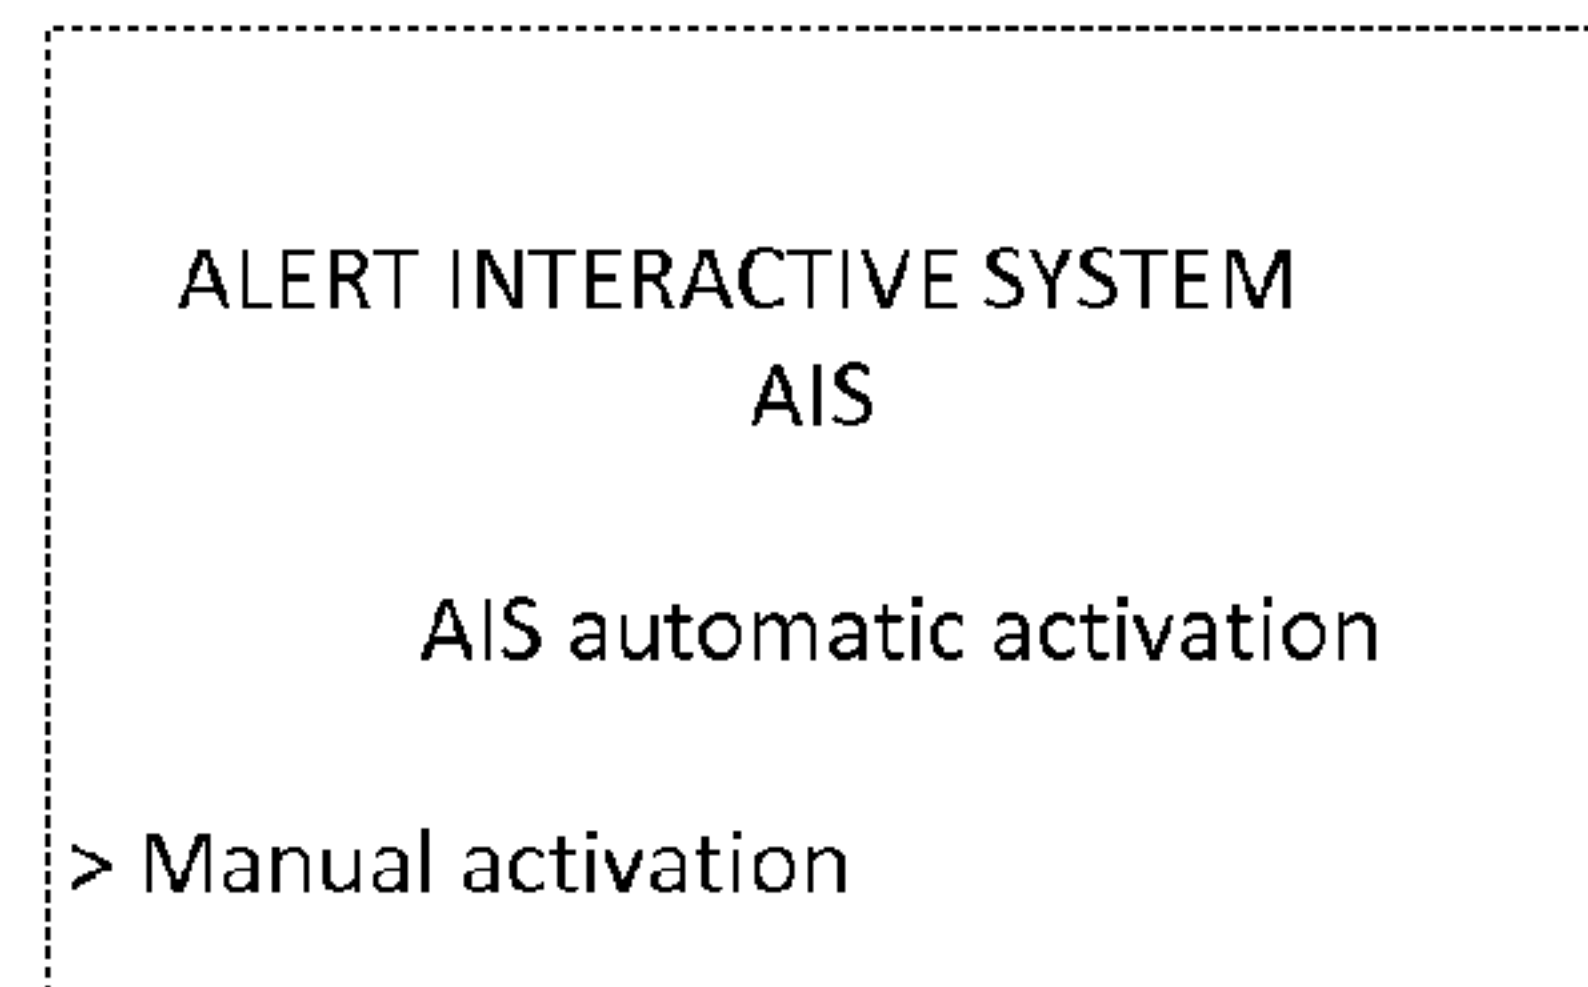 ALERT INTERACTIVE SYSTEM
AIS
AIS automatic activation
> Manual activation